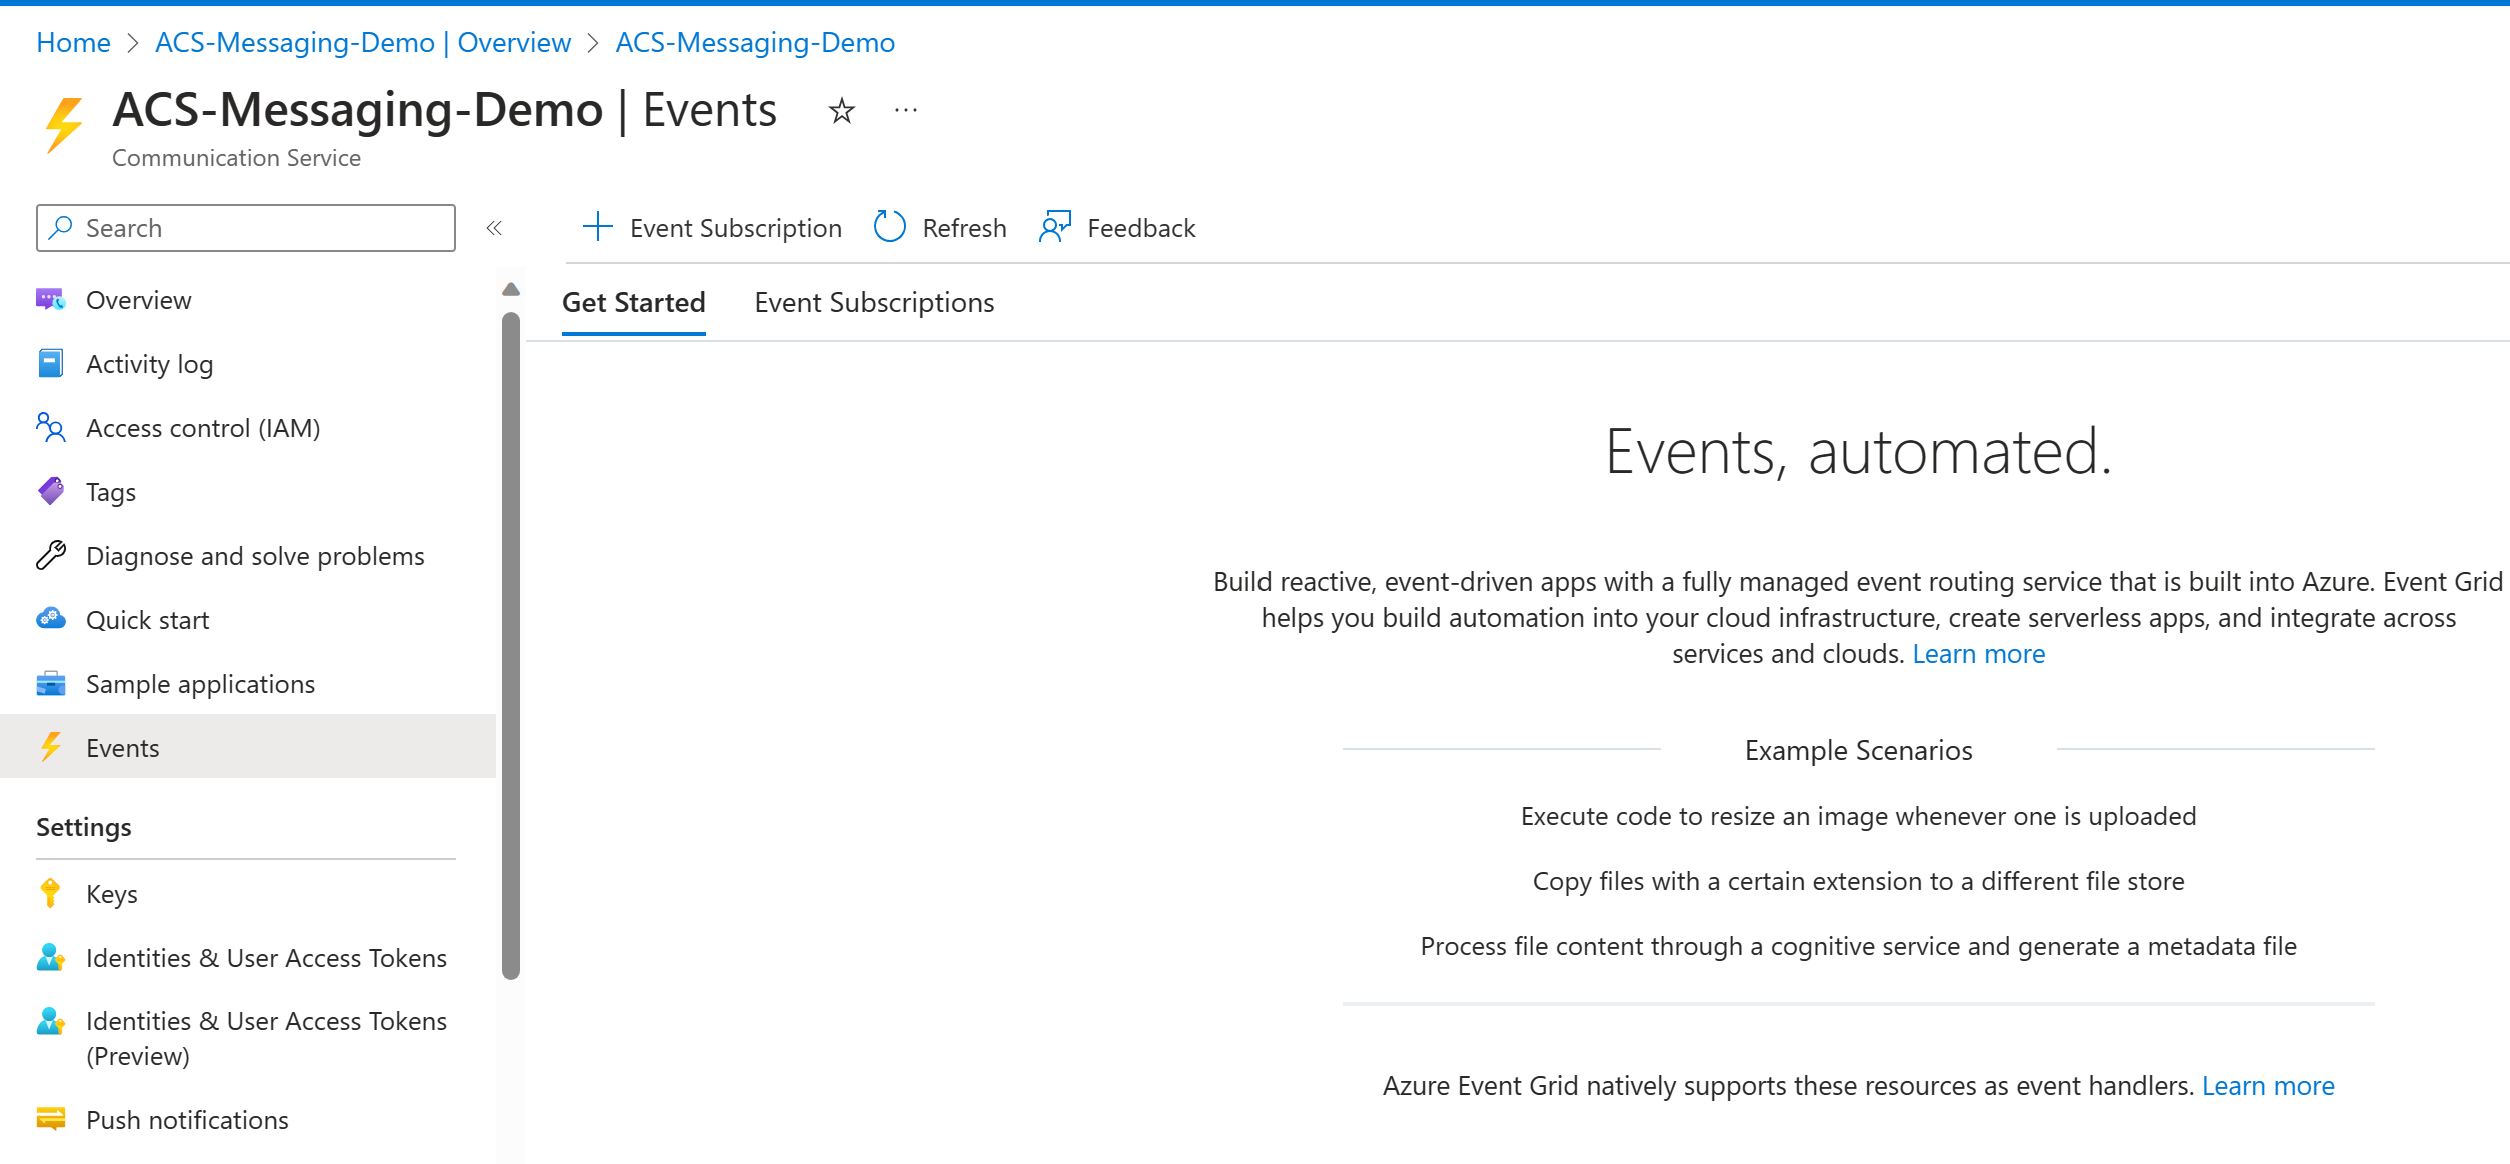 Home > ACS-Messaging-Demo | Overview > ACS-Messaging-Demo
ACS-Messaging-Demo | Events
Communication Service
Search
Event Subscription
Refresh
Feedback
Overview
Activity log
Access control (IAM)
Tags
Diagnose and solve problems
Quick start
Sample applications
Events
Settings
Keys
Identities & User Access Tokens
Identities & User Access Tokens
(Preview)
Push notifications
Get Started
Event Subscriptions
Events, automated.
Build reactive, event-driven apps with a fully managed event routing service that is built into Azure. Event Grid
helps you build automation into your cloud infrastructure, create serverless apps, and integrate across
services and clouds. Learn more
Example Scenarios
Execute code to resize an image whenever one is uploaded
Copy files with a certain extension to a different file store
Process file content through a cognitive service and generate a metadata file
Azure Event Grid natively supports these resources as event handlers. Learn more